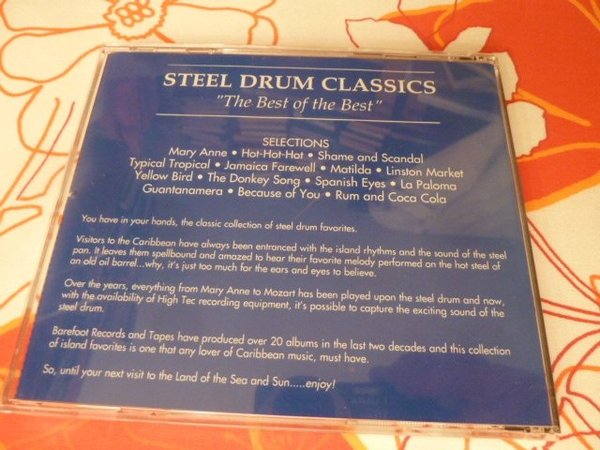 STEEL DRUM CLASSICS
"The Best of the Best"
SELECTIONS
Mary Anne • Hot-Hot-Hot • Shame and Scandal
Typical Tropical • Jamaica Farewell • Matilda • Linston Market
Yellow Bird • The Donkey Song • Spanish Eyes • La Paloma
Guantanamera • Because of You • Rum and Coca Cola
You have in your hands, the classic collection of steel drum favorites.
Visitors to the Caribbean have always been entranced with the island rhythms and the sound of the steel
pan. It leaves them spellbound and amazed to hear their favorite melody performed on the hot steel of
an old oil barrel...why, it's just too much for the ears and eyes to believe.
Over the years, everything from Mary Anne to Mozart has been played upon the steel drum and now,
with the availability of High Tec recording equipment, it's possible to capture the exciting sound of the
steel drum.
Barefoot Records and Tapes have produced over 20 albums in the last two decades and this collection
of island favorites is one that any lover of Caribbean music, must have.
So, until your next visit to the Land of the Sea and Sun.....enjoy!